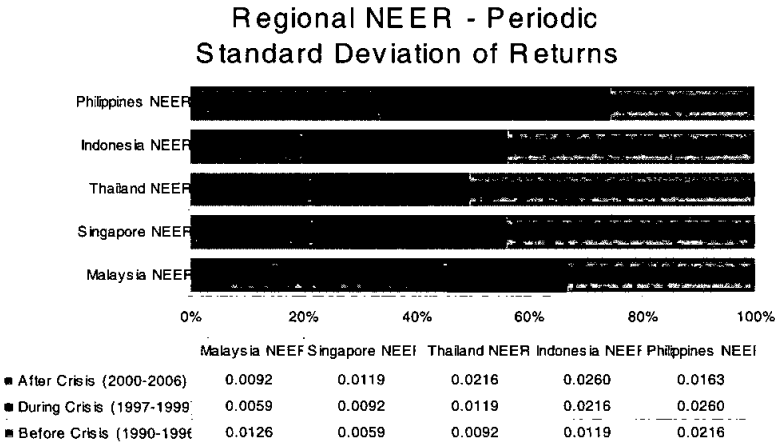 Regional NEER - Periodic
Standard Deviation of Returns
Philippines NEER
Indonesia NEER
Thailand NEER
Singapore NEER
Malaysia NEER
0% 20% 40% 60% 80% 100%
Malaysia NEEF Singapore NEEI Thailand NEER Indonesia NEEF Philippines NEEI
After Crisis (2000-2006) 0.0092 0.0119 0.0216 0.0260 0.0163
During Crisis (1997-1999 0.0059 0.0092 0.0119 0.0216 0.0260
Before Crisis (1990-199€ 0.0126 0.0059 0.0092 0.0119 0.0216